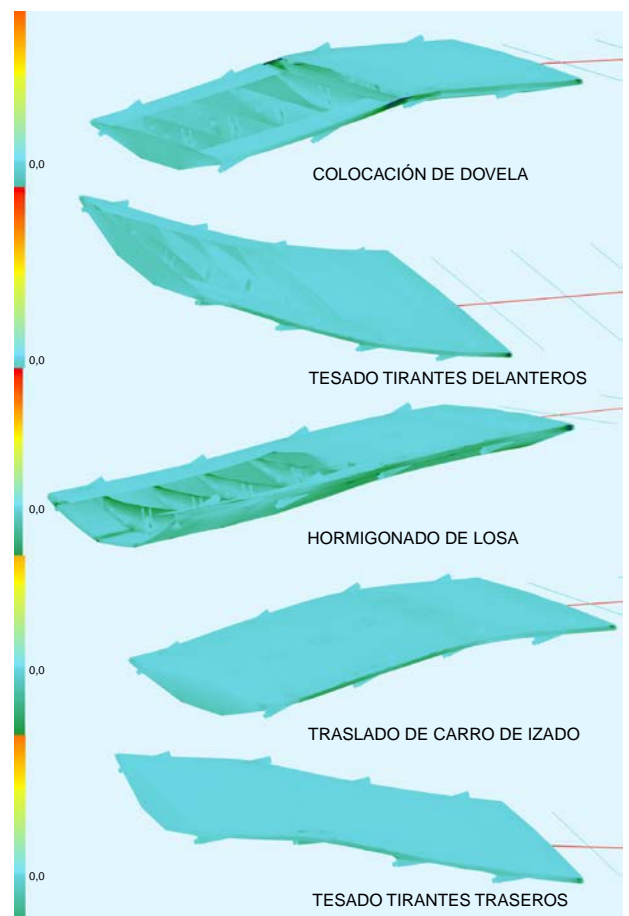 0,0
COLOCACIÓN DE DOVELA
0,0
TESADO TIRANTES DELANTEROS
0,0
HORMIGONADO DE LOSA
0,0
TRASLADO DE CARRO DE IZADO
0,0
TESADO TIRANTES TRASEROS